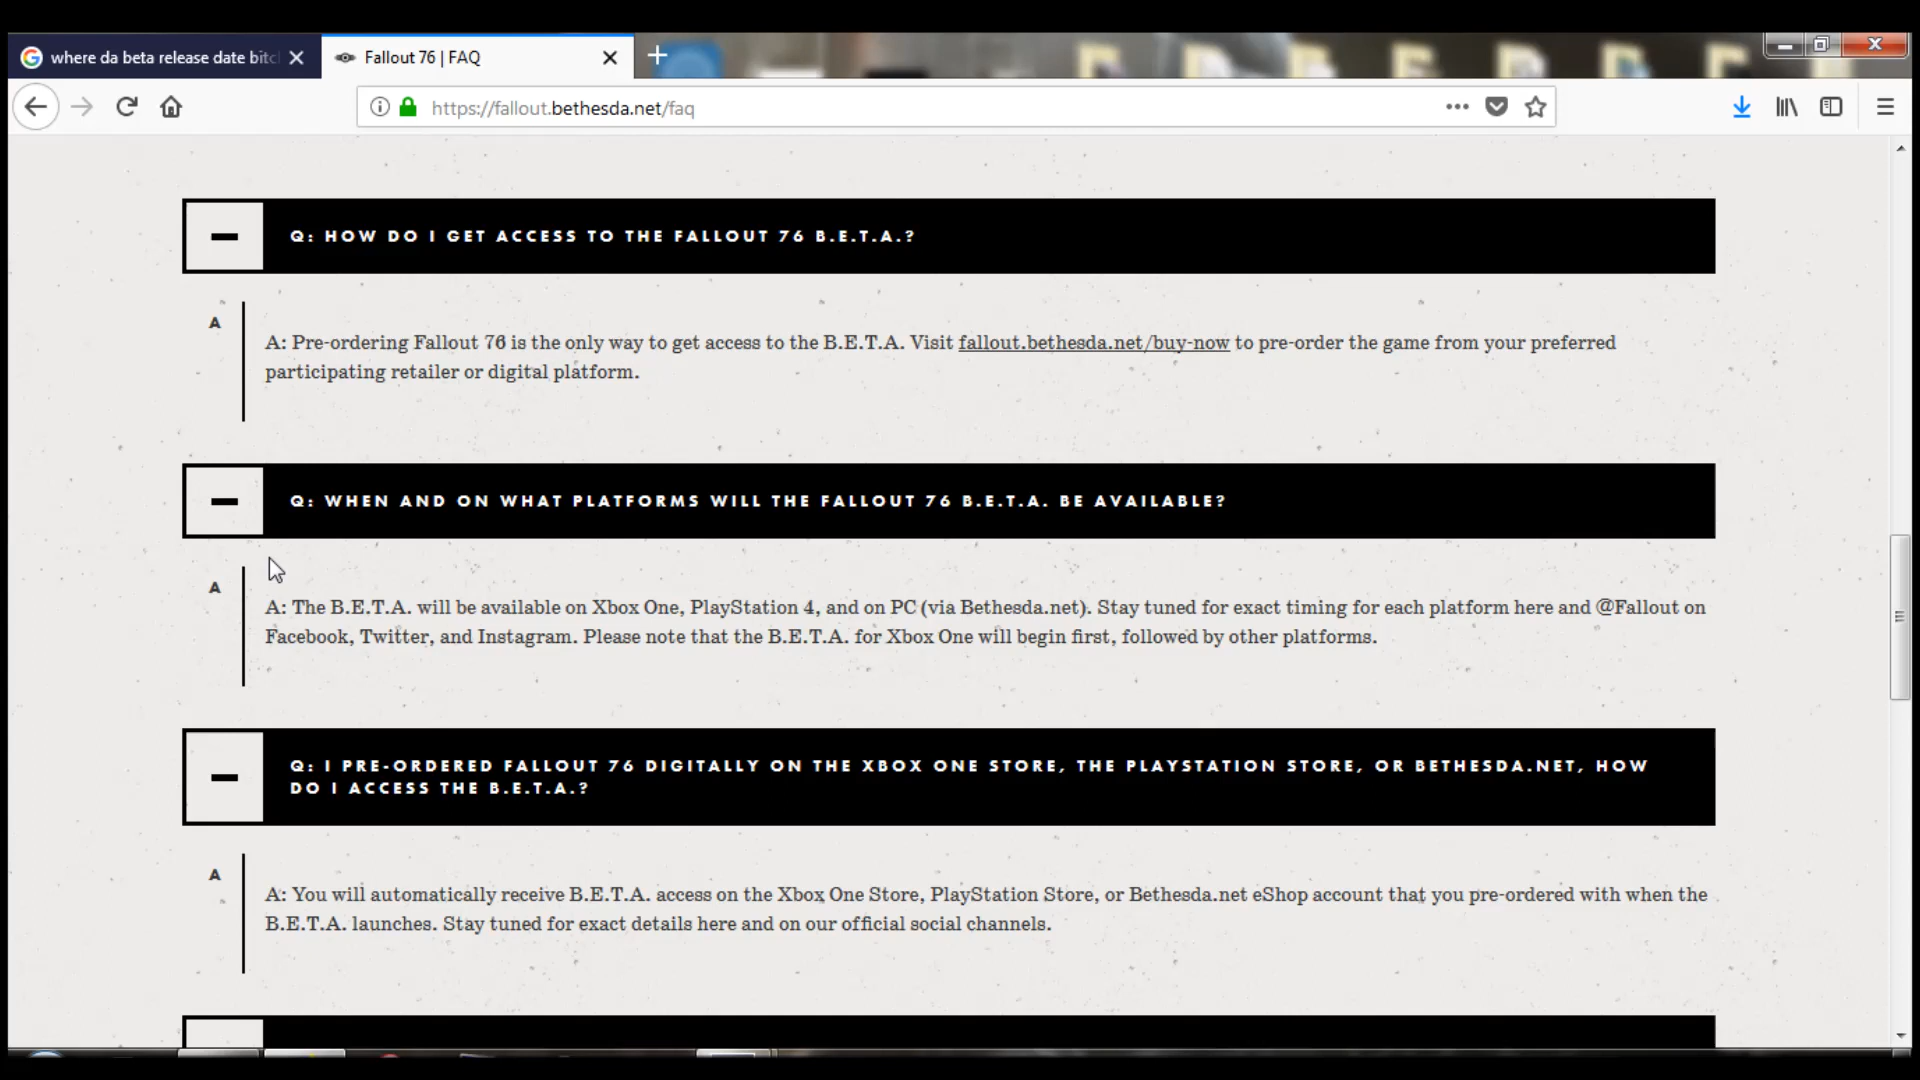 where da beta release date bitc
Fallout 76 | FAQ
https://fallout.bethesda.net/faq
Q: HOW DO I GET ACCESS TO THE FALLOUT 76 B.E.T.A.?
A
A: Pre-ordering Fallout 76 is the only way to get access to the B.E.T.A. Visit fallout.bethesda.net/buy-now to pre-order the game from your preferred
participating retailer or digital platform.
Q: WHEN AND ON WHAT PLATFORMS WILL THE FALLOUT 76 B.E.T.A. BE AVAILABLE?
A
A: The B.E.T.A. will be available on Xbox One, PlayStation 4, and on PC (via Bethesda.net). Stay tuned for exact timing for each platform here and @Fallout on
Facebook, Twitter, and Instagram. Please note that the B.E.T.A. for Xbox One will begin first, followed by other platforms.
Q: I PRE-ORDERED FALLOUT 76 DIGITALLY ON THE XBOX ONE STORE, THE PLAYSTATION STORE, OR BETHESDA.NET, HOW
DO I ACCESS THE B.E.T.A.?
A
A: You will automatically receive B.E.T.A. access on the Xbox One Store, PlayStation Store, or Bethesda.net eShop account that you pre-ordered with when the
B.E.T.A. launches. Stay tuned for exact details here and on our official social channels.